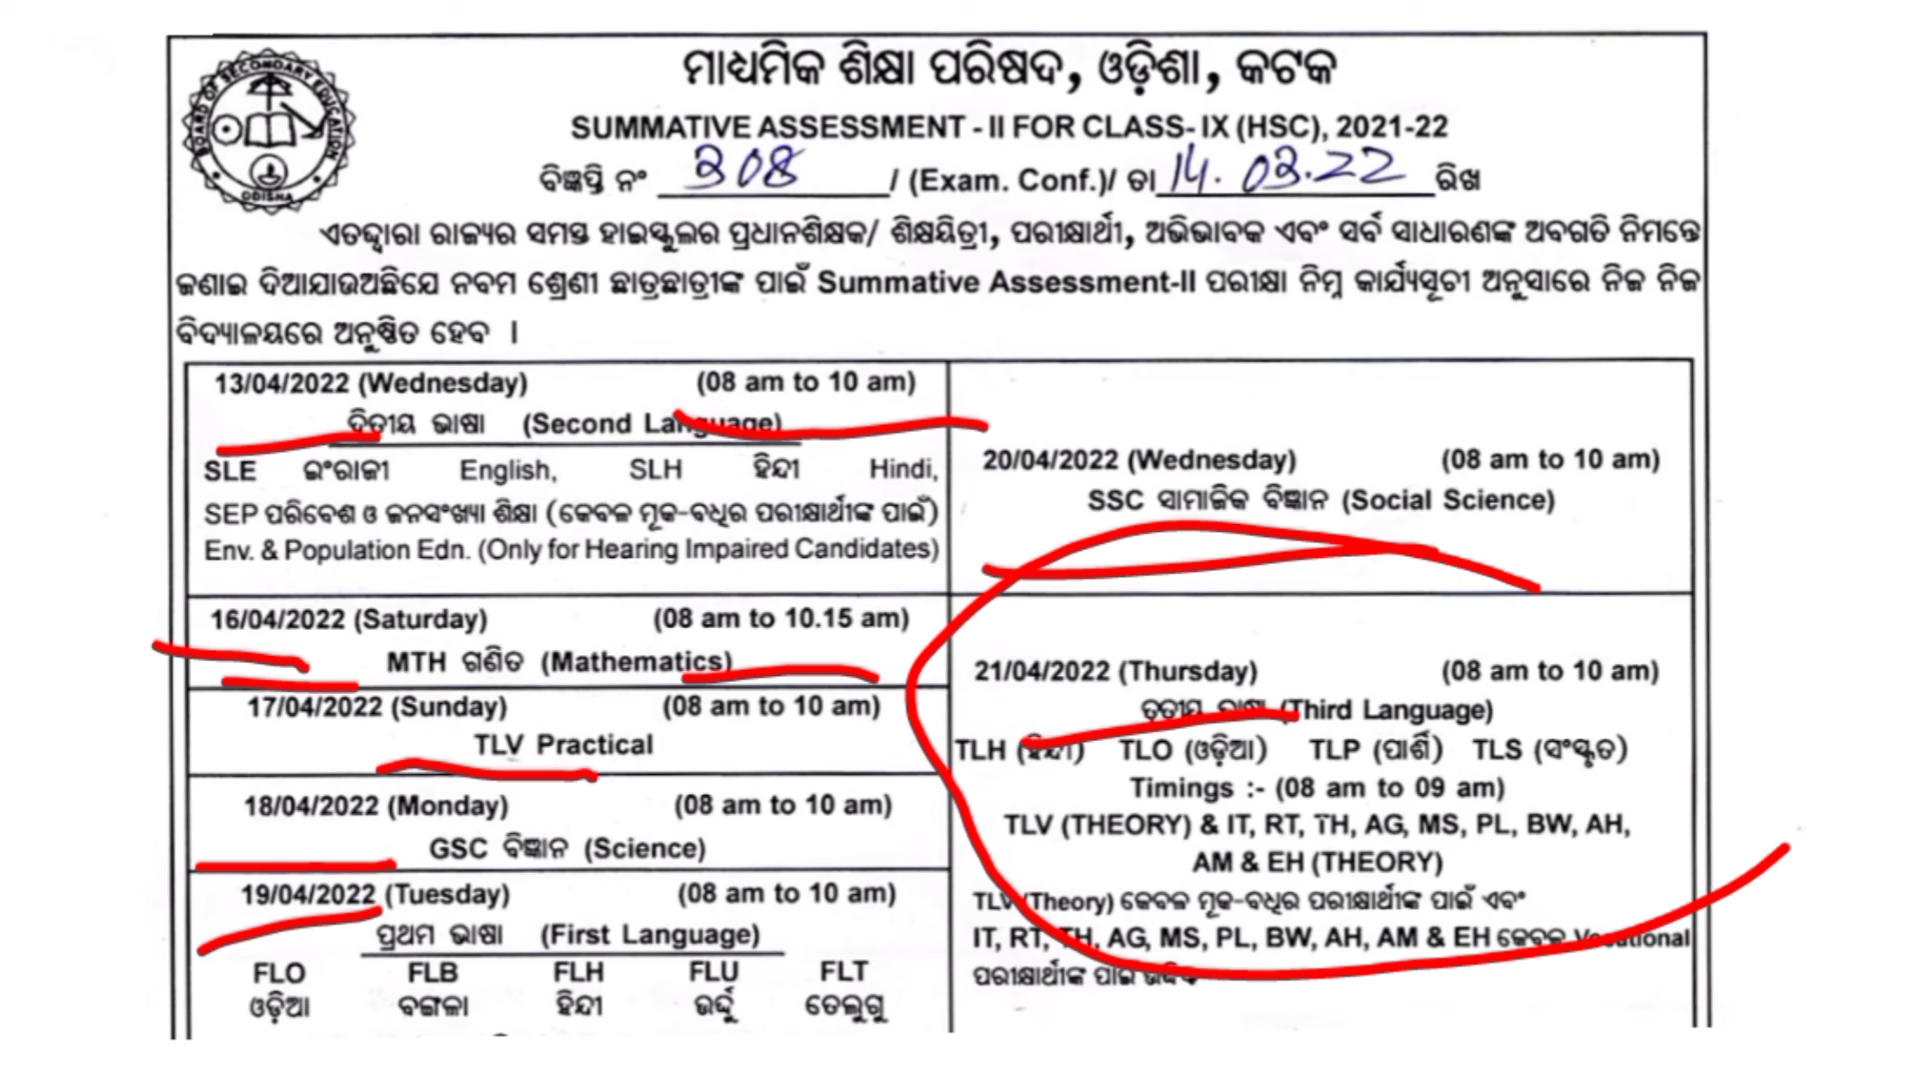 BOARD OF SECONDARY EDUCATION
ODISHA
ମାଧ୍ୟମିକ ଶିକ୍ଷା ପରିଷଦ, ଓଡ଼ିଶା, କଟକ
SUMMATIVE ASSESSMENT - II FOR CLASS- IX (HSC), 2021-22
ବିଜ୍ଞପ୍ତି ନଂ 308 / (Exam. Conf.)/ ତା 14.03.22 ରିଖ
ଏତଦ୍ଦ୍ୱାରା ରାଜ୍ୟର ସମସ୍ତ ହାଇସ୍କୁଲର ପ୍ରଧାନଶିକ୍ଷକ/ ଶିକ୍ଷୟିତ୍ରୀ, ପରୀକ୍ଷାର୍ଥୀ, ଅଭିଭାବକ ଏବଂ ସର୍ବ ସାଧାରଣଙ୍କ ଅବଗତି ନିମନ୍ତେ
ଜଣାଇ ଦିଆଯାଉଅଛିଯେ ନବମ ଶ୍ରେଣୀ ଛାତ୍ରଛାତ୍ରୀଙ୍କ ପାଇଁ Summative Assessment-II ପରୀକ୍ଷା ନିମ୍ନ କାର୍ଯ୍ୟସୂଚୀ ଅନୁସାରେ ନିଜ ନିଜ
ବିଦ୍ୟାଳୟରେ ଅନୁଷ୍ଠିତ ହେବ ।
13/04/2022 (Wednesday) (08 am to 10 am)
ଦ୍ୱିତୀୟ ଭାଷା (Second Language)
SLE ଇଂରାଜୀ English, SLH ହିନ୍ଦୀ Hindi,
SEP ପରିବେଶ ଓ ଜନସଂଖ୍ୟା ଶିକ୍ଷା (କେବଳ ମୂକ-ବଧିର ପରୀକ୍ଷାର୍ଥୀଙ୍କ ପାଇଁ)
Env. & Population Edn. (Only for Hearing Impaired Candidates)
16/04/2022 (Saturday) (08 am to 10.15 am)
MTH ଗଣିତ (Mathematics)
17/04/2022 (Sunday) (08 am to 10 am)
TLV Practical
18/04/2022 (Monday) (08 am to 10 am)
GSC ବିଜ୍ଞାନ (Science)
19/04/2022 (Tuesday) (08 am to 10 am)
ପ୍ରଥମ ଭାଷା (First Language)
FLO FLB FLH FLU FLT
ଓଡ଼ିଆ ବଙ୍ଗଳା ହିନ୍ଦୀ ଉର୍ଦ୍ଦୁ ତେଲୁଗୁ
20/04/2022 (Wednesday) (08 am to 10 am)
SSC ସାମାଜିକ ବିଜ୍ଞାନ (Social Science)
21/04/2022 (Thursday) (08 am to 10 am)
ତୃତୀୟ ଭାଷା (Third Language)
TLH (ହିନ୍ଦୀ) TLO (ଓଡ଼ିଆ) TLP (ପାର୍ଶି) TLS (ସଂସ୍କୃତ)
Timings :- (08 am to 09 am)
TLV (THEORY) & IT, RT, TH, AG, MS, PL, BW, AH,
AM & EH (THEORY)
TLV (Theory) କେବଳ ମୂକ-ବଧିର ପରୀକ୍ଷାର୍ଥୀଙ୍କ ପାଇଁ ଏବଂ
IT, RT, TH, AG, MS, PL, BW, AH, AM & EH କେବଳ Vocational
ପରୀକ୍ଷାର୍ଥୀଙ୍କ ପାଇଁ